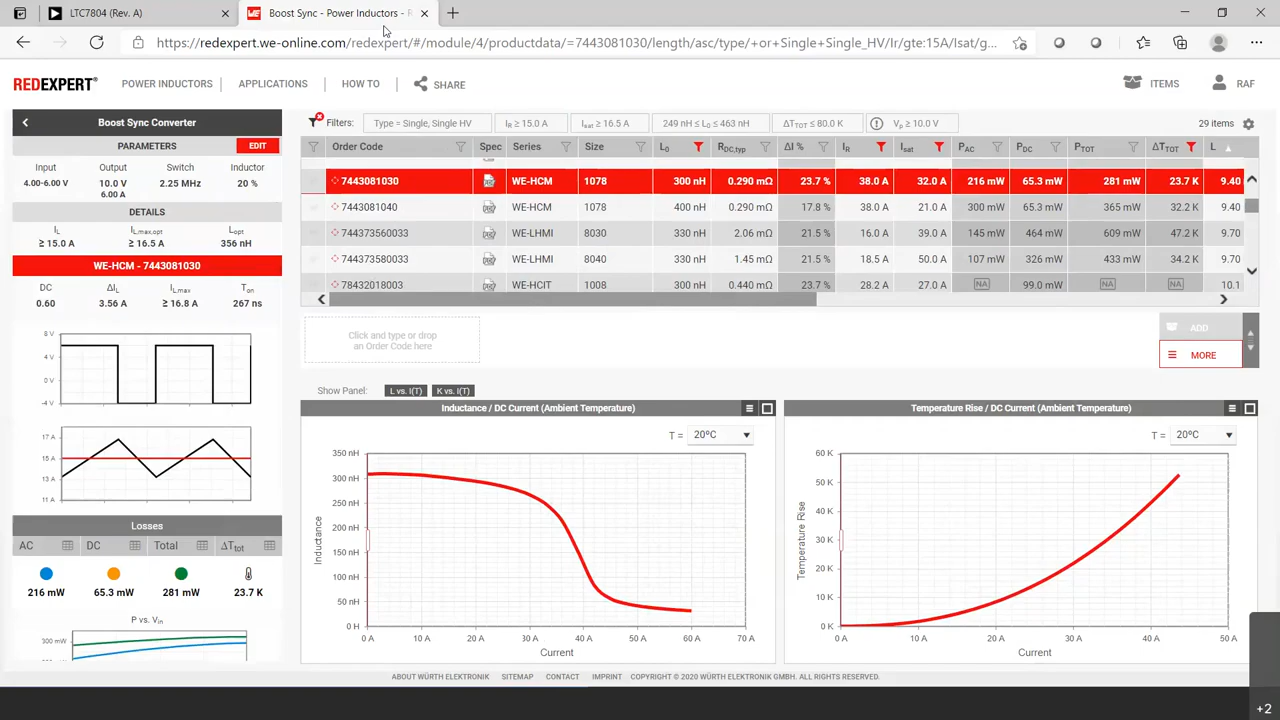 LTC7804 (Rev. A)
Boost Sync - Power Inductors - R
https://redexpert.we-online.com/redexpert/#/module/4/productdata/=7443081030/length/asc/type/+or+Single+Single_HV/Ir/gte:15A/Isat/g...
REDEXPERT® POWER INDUCTORS APPLICATIONS HOW TO SHARE ITEMS RAF
Boost Sync Converter
PARAMETERS EDIT
Input Output Switch Inductor
4.00-6.00 V 10.0 V 2.25 MHz 20 %
6.00 A
DETAILS
IL IL,max,opt Lopt
≥ 15.0 A ≥ 16.5 A 356 nH
WE-HCM - 7443081030
DC ΔIL IL,max Ton
0.60 3.56 A ≥ 16.8 A 267 ns
8 V
4 V
0 V
-4 V
17 A
15 A
13 A
11 A
Losses
AC DC Total ΔTtot
216 mW 65.3 mW 281 mW 23.7 K
P vs. Vin
300 mW
Filters: Type = Single, Single HV IR ≥ 15.0 A Isat ≥ 16.5 A 249 nH ≤ L0 ≤ 463 nH ΔTTOT ≤ 80.0 K VP ≥ 10.0 V 29 items
Order Code Spec Series Size L0 RDC,typ ΔI % IR Isat PAC PDC PTOT ΔTTOT L
7443081030 WE-HCM 1078 300 nH 0.290 mΩ 23.7 % 38.0 A 32.0 A 216 mW 65.3 mW 281 mW 23.7 K 9.40
7443081040 WE-HCM 1078 400 nH 0.290 mΩ 17.8 % 38.0 A 21.0 A 300 mW 65.3 mW 365 mW 32.2 K 9.40
744373560033 WE-LHMI 8030 330 nH 2.06 mΩ 21.5 % 16.0 A 39.0 A 145 mW 464 mW 609 mW 47.2 K 9.70
744373580033 WE-LHMI 8040 330 nH 1.45 mΩ 21.5 % 18.5 A 50.0 A 107 mW 326 mW 433 mW 34.2 K 9.70
78432018003 WE-HCIT 1008 300 nH 0.440 mΩ 23.7 % 28.2 A 27.0 A NA 99.0 mW NA NA 10.1
Click and type or drop
an Order Code here
ADD
MORE
Show Panel: L vs. I(T) K vs. I(T)
Inductance / DC Current (Ambient Temperature)
T = 20ºC
350 nH
300 nH
250 nH
200 nH
150 nH
100 nH
50 nH
0 H
Inductance
0 A 10 A 20 A 30 A 40 A 50 A 60 A 70 A
Current
Temperature Rise / DC Current (Ambient Temperature)
T = 20ºC
60 K
50 K
40 K
30 K
20 K
10 K
0 K
Temperature Rise
0 A 10 A 20 A 30 A 40 A 50 A
Current
ABOUT WÜRTH ELEKTRONIK SITEMAP CONTACT IMPRINT COPYRIGHT © 2020 WÜRTH ELEKTRONIK GMBH. ALL RIGHTS RESERVED.
+2